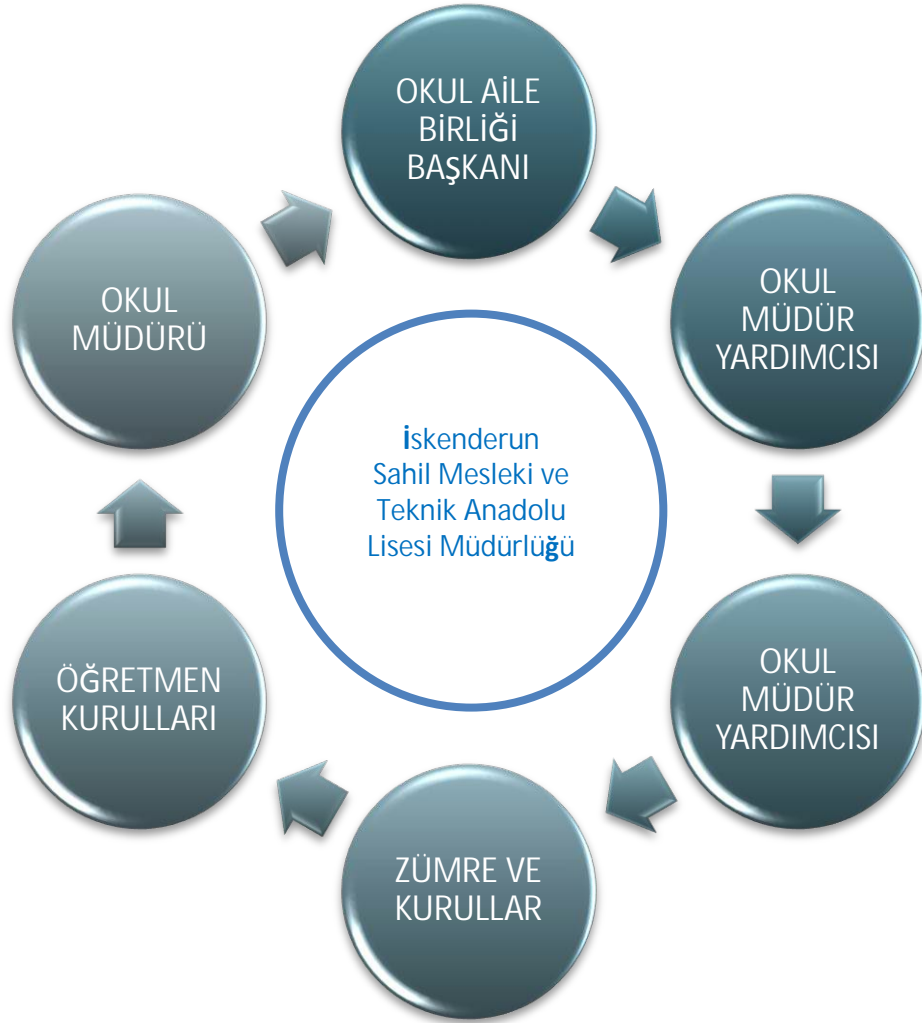 OKUL AİLE
BİRLİĞİ
BAŞKANI
OKUL
MÜDÜR
YARDIMCISI
OKUL
MÜDÜR
YARDIMCISI
ZÜMRE VE
KURULLAR
ÖĞRETMEN
KURULLARI
OKUL
MÜDÜRÜ
İskenderun
Sahil Mesleki ve
Teknik Anadolu
Lisesi Müdürlüğü